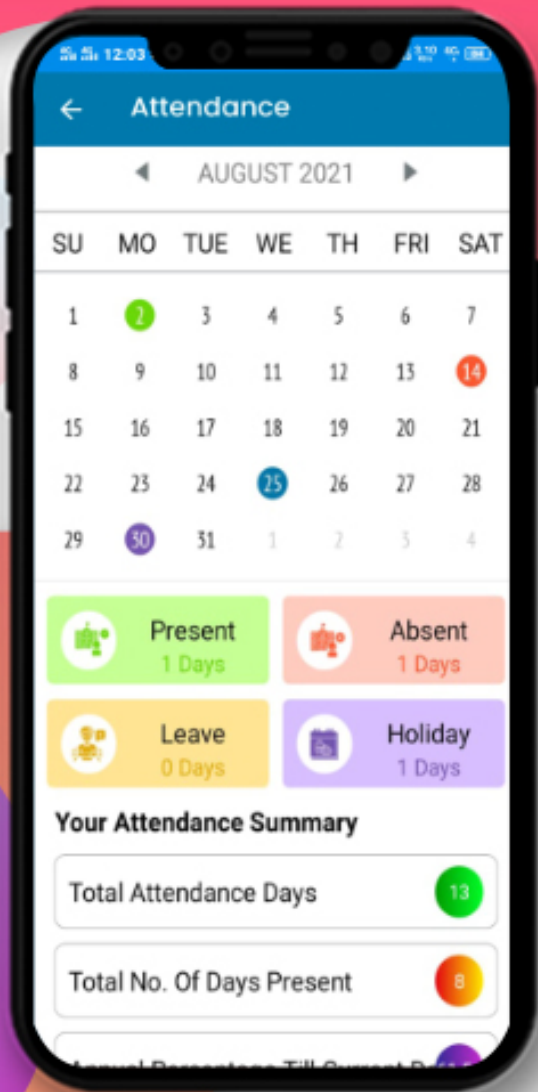 12:03
Attendance
AUGUST 2021
SU MO TUE WE TH FRI SAT
1 2 3 4 5 6 7
8 9 10 11 12 13 14
15 16 17 18 19 20 21
22 23 24 25 26 27 28
29 30 31 1 2 3 4
Present Absent
1 Days 1 Days
Leave Holiday
0 Days 1 Days
Your Attendance Summary
Total Attendance Days 13
Total No. Of Days Present 8